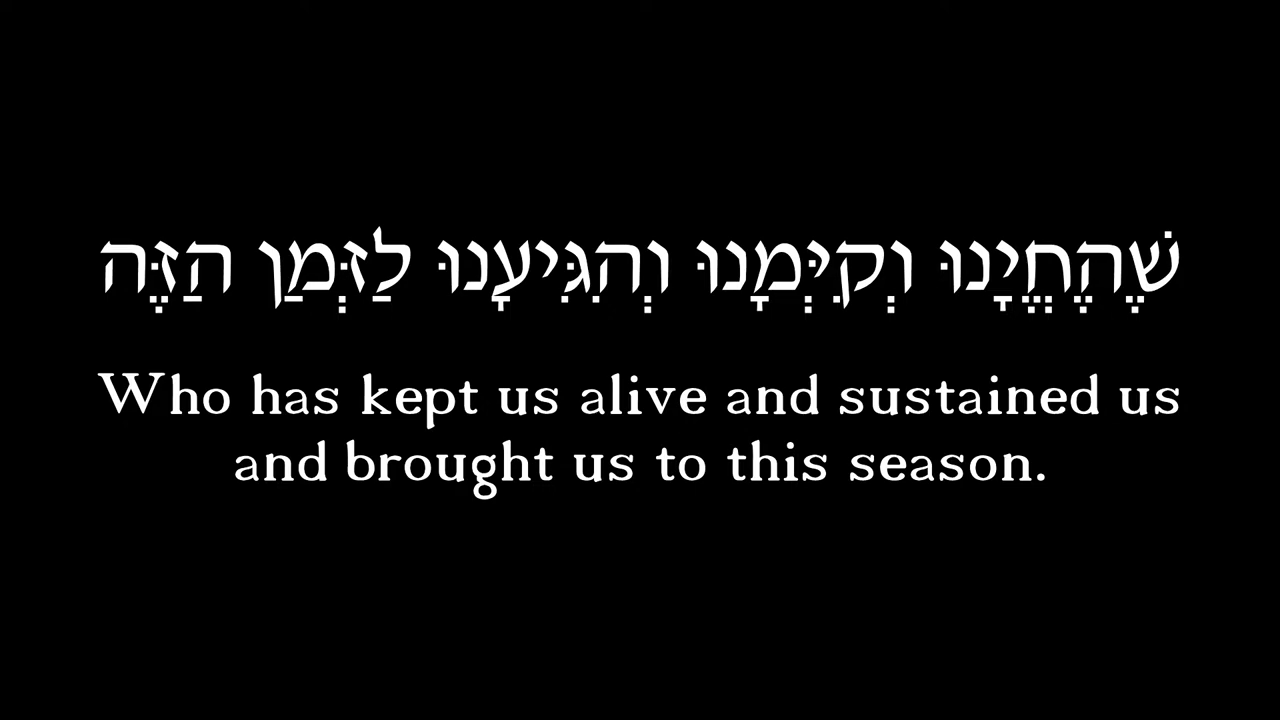 שֶׁהֶחֱיָנוּ וְקִיְּמָנוּ וְהִגִּיעָנוּ לַזְּמַן הַזֶּה
Who has kept us alive and sustained us
and brought us to this season.